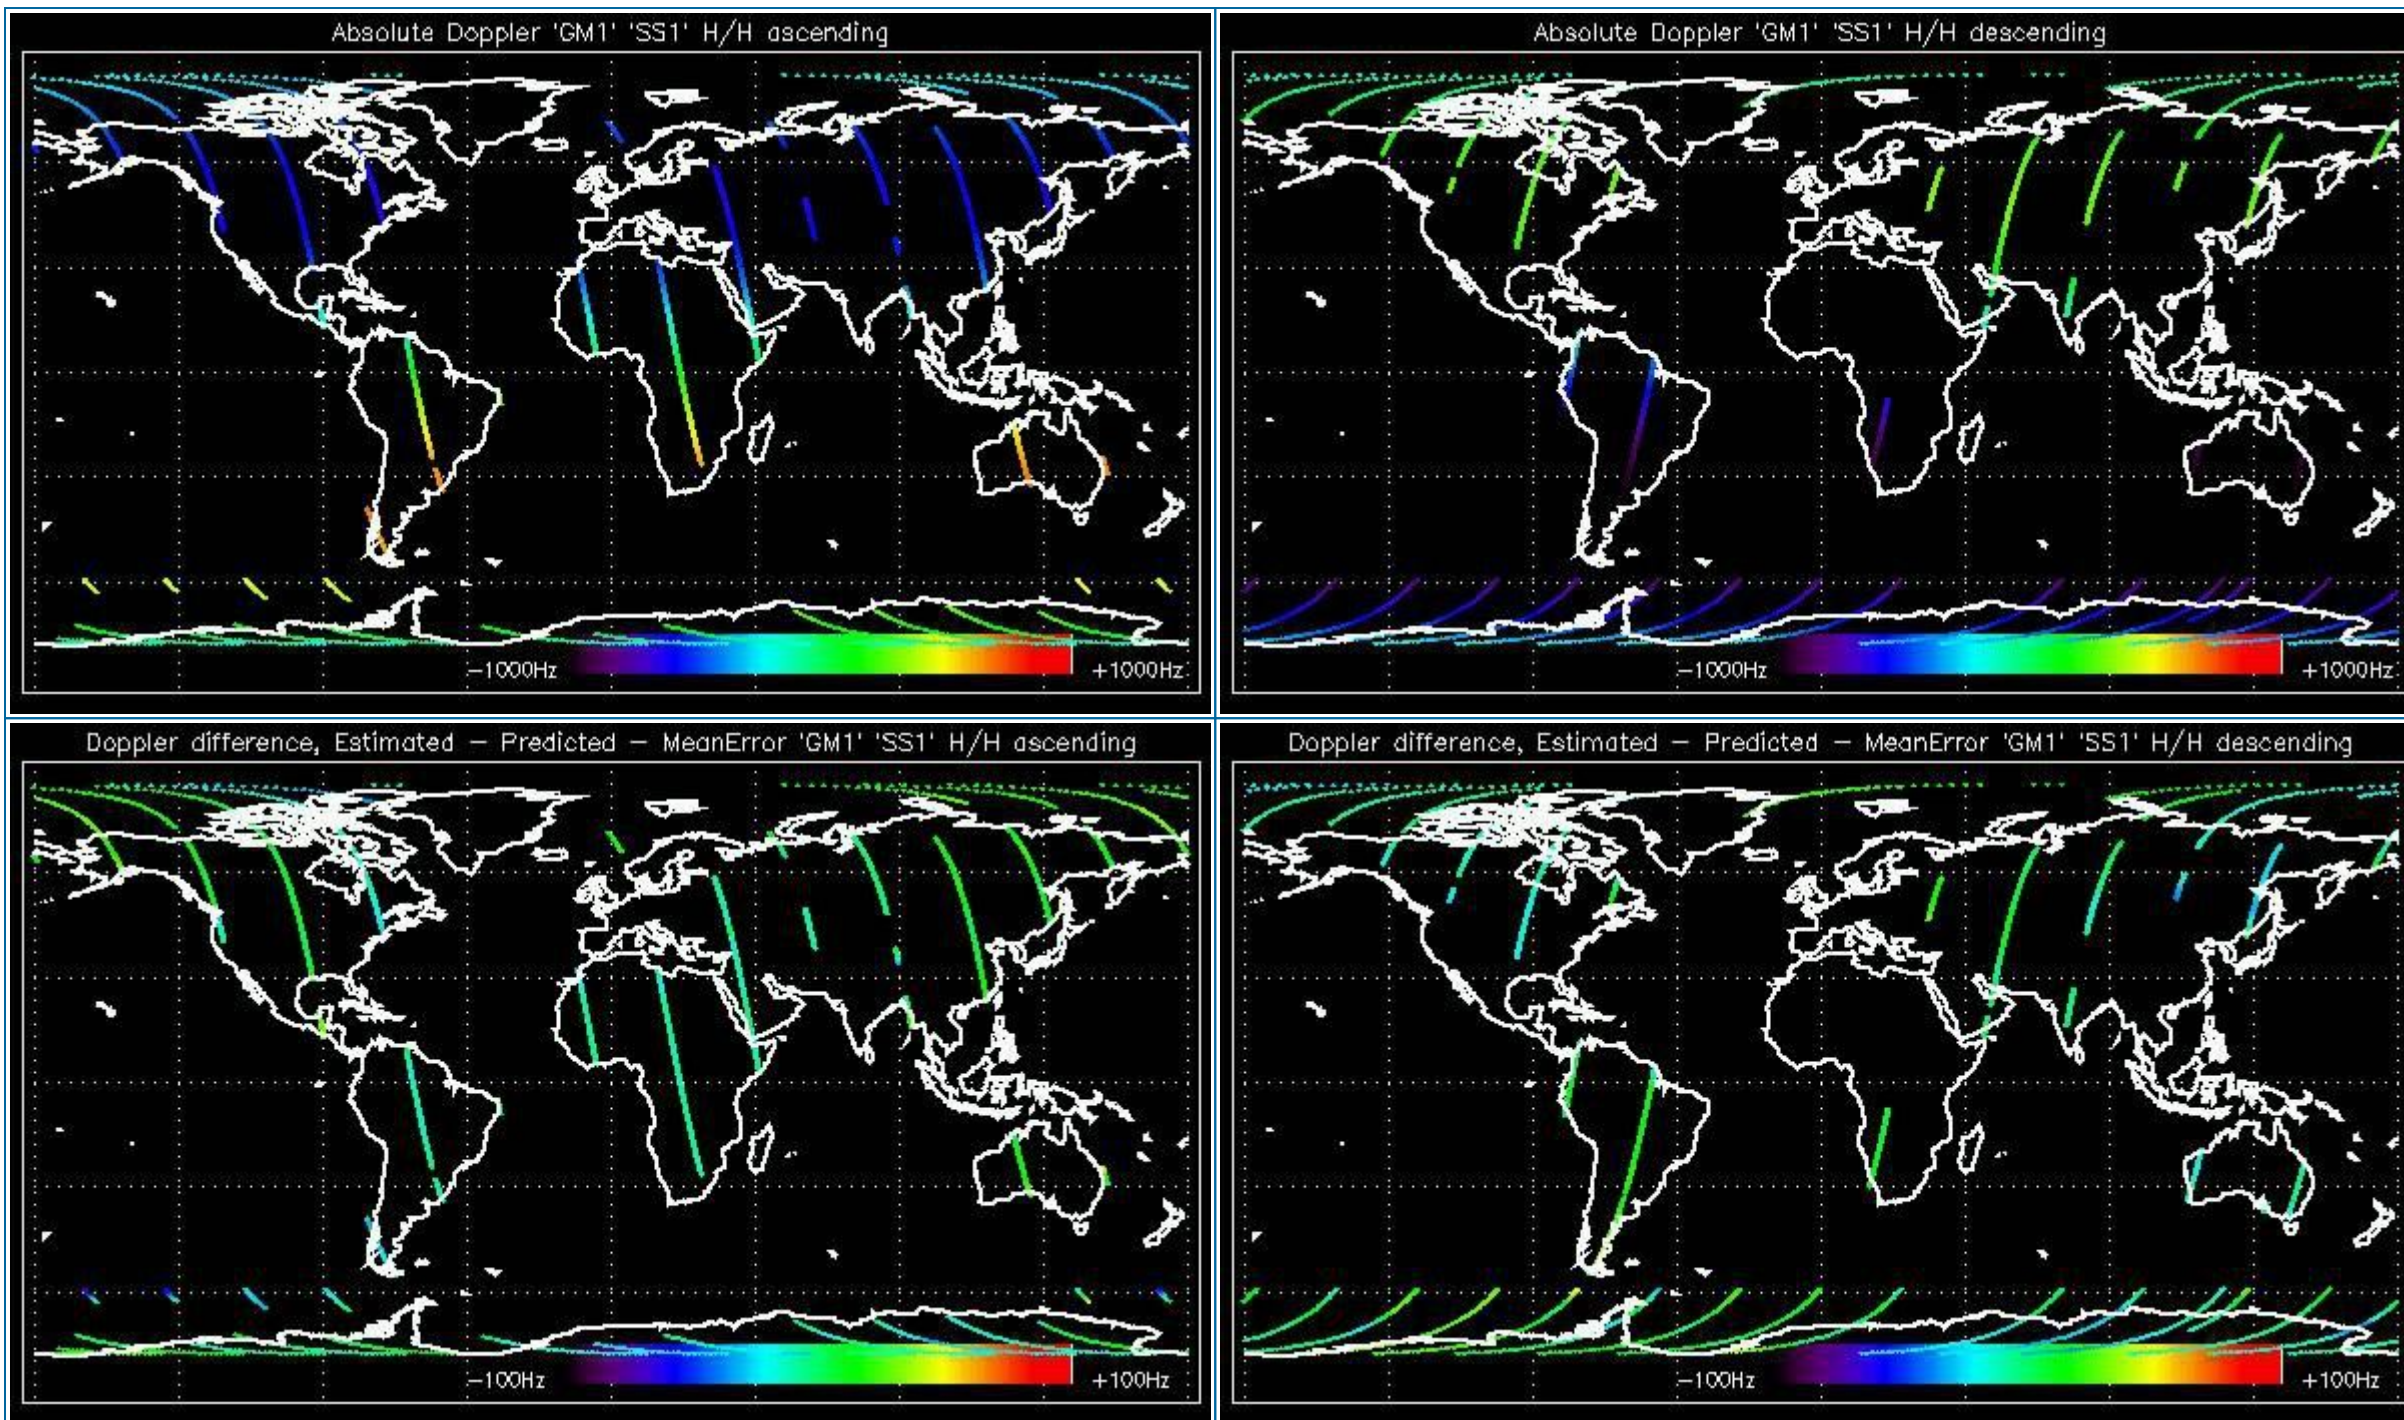 Absolute Doppler 'GM1' 'SS1' H/H ascending
−1000Hz
+1000Hz
Absolute Doppler 'GM1' 'SS1' H/H descending
−1000Hz
+1000Hz
Doppler difference, Estimated − Predicted − MeanError 'GM1' 'SS1' H/H ascending
−100Hz
+100Hz
Doppler difference, Estimated − Predicted − MeanError 'GM1' 'SS1' H/H descending
−100Hz
+100Hz